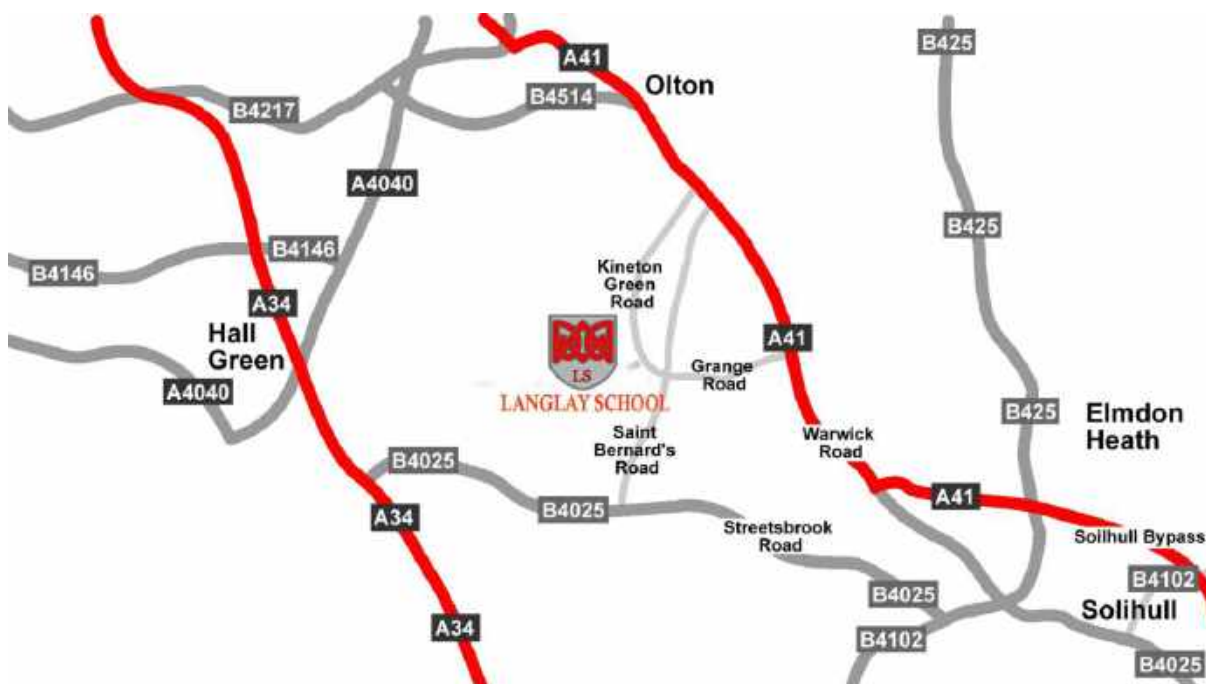 B425
A41
Olton
B4514
B4217
A4040
B425
B4146
B4146
Kineton
Green
Road
A34
Hall
Green
A41
LS
Grange
Road
A4040
LANGLAY SCHOOL
B425
Elmdon
Heath
Saint
Bernard's
Road
Warwick
Road
B4025
A41
B4025
A34
Streetsbrook
Road
Soilhull Bypass
B4102
B4025
Solihull
A34
B4102
B4025